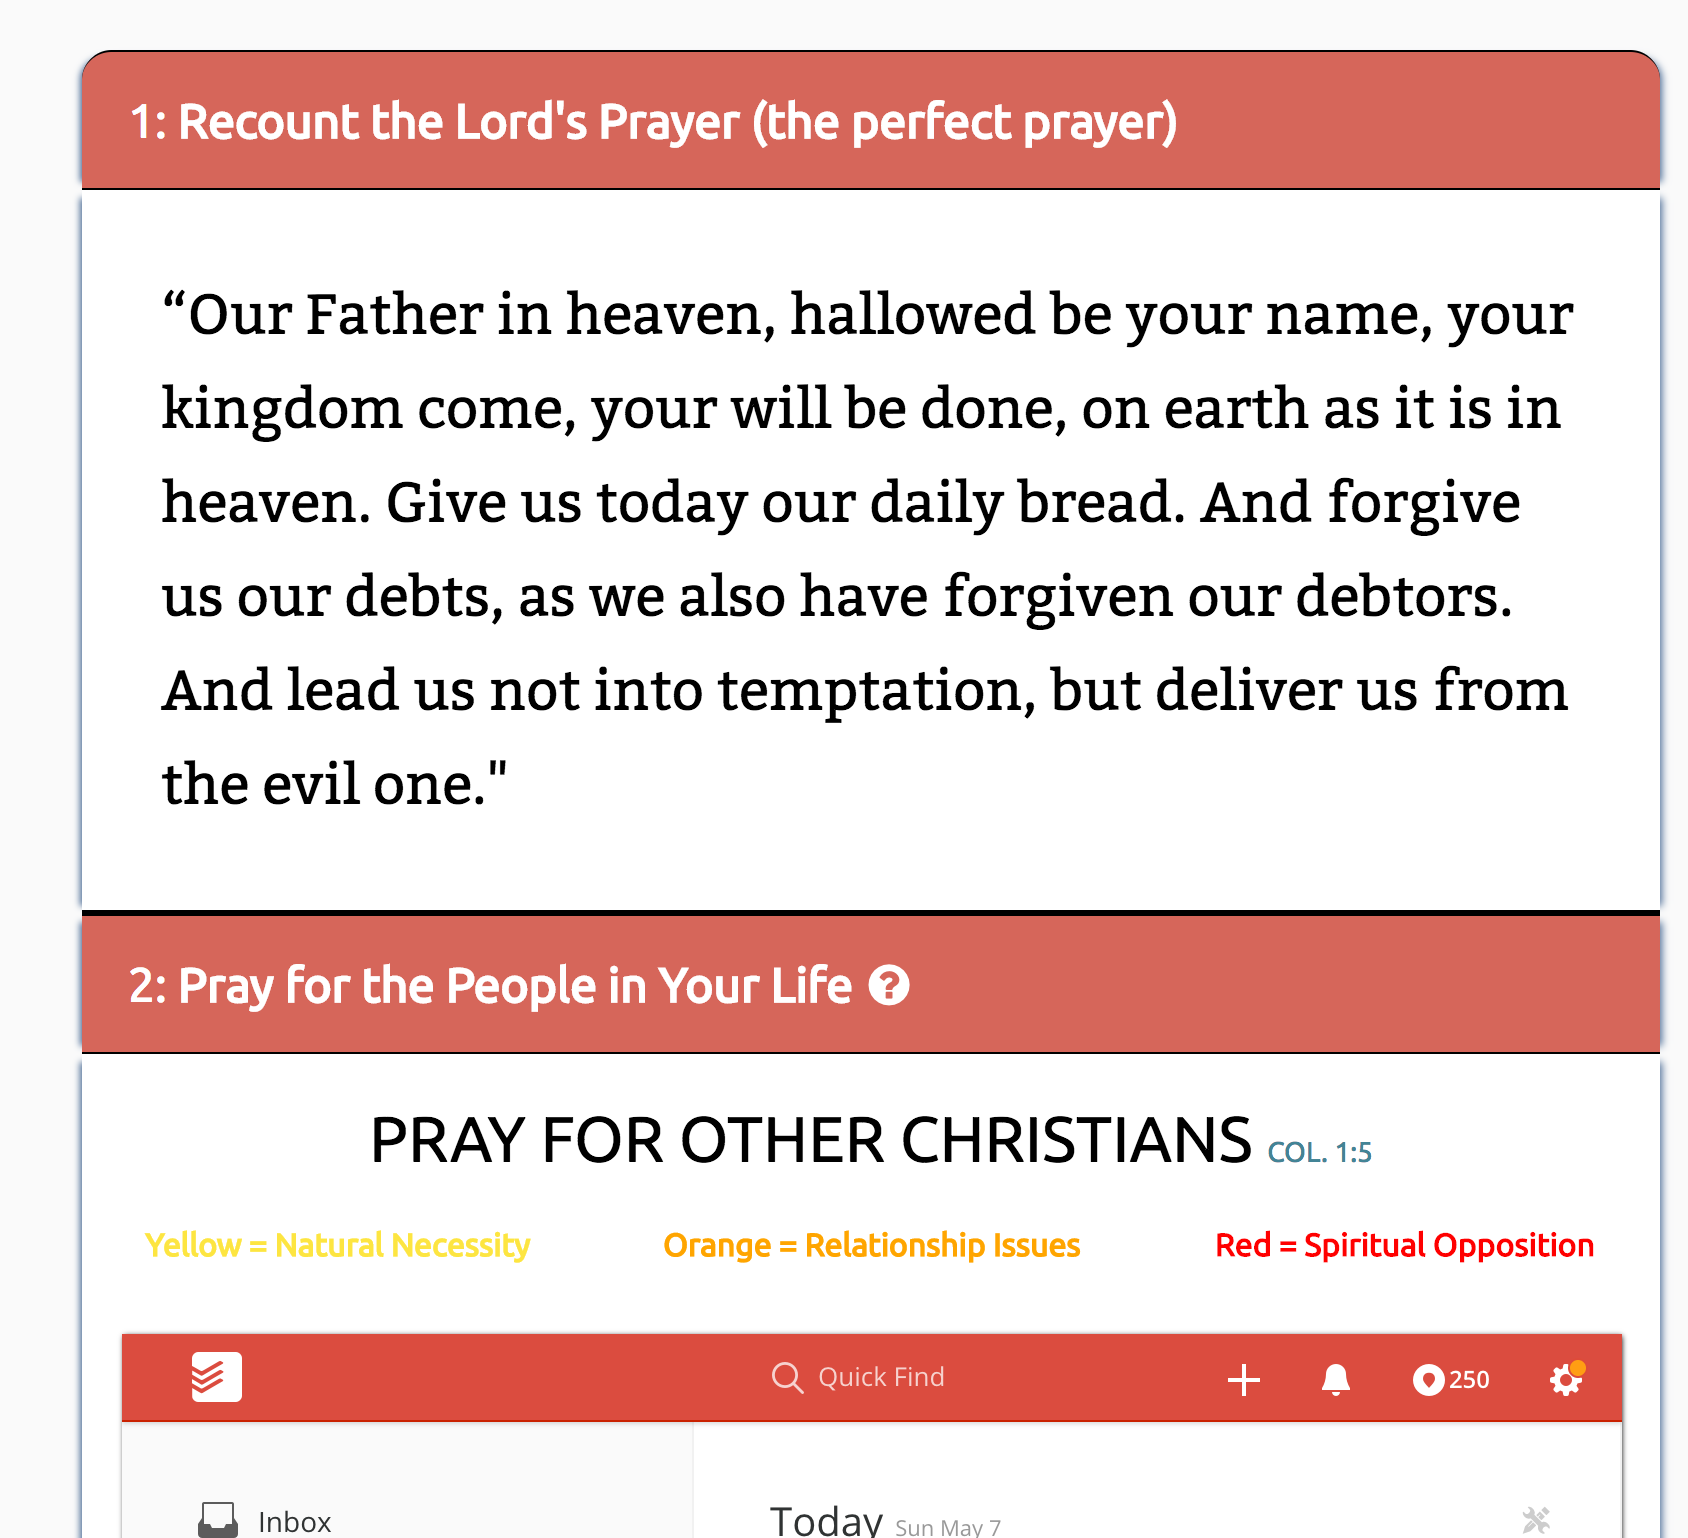 1: Recount the Lord's Prayer (the perfect prayer)
“Our Father in heaven, hallowed be your name, your
kingdom come, your will be done, on earth as it is in
heaven. Give us today our daily bread. And forgive
us our debts, as we also have forgiven our debtors.
And lead us not into temptation, but deliver us from
the evil one."
2: Pray for the People in Your Life ?
PRAY FOR OTHER CHRISTIANS COL. 1:5
Yellow = Natural Necessity Orange = Relationship Issues Red = Spiritual Opposition
Quick Find 250
Inbox Today Sun May 7